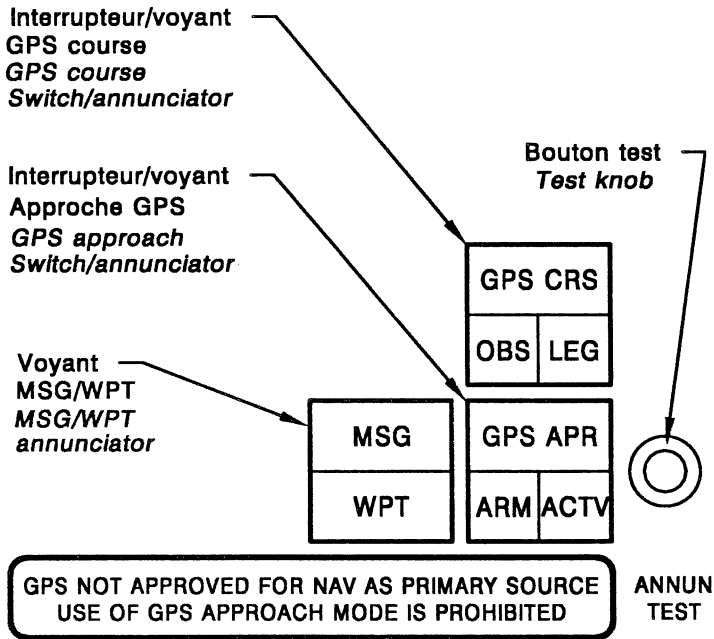 Interrupteur/voyant
GPS course
GPS course
Switch/annunciator
Bouton test
Test knob
Interrupteur/voyant
Approche GPS
GPS approach
Switch/annunciator
GPS CRS
OBS LEG
Voyant
MSG/WPT
MSG/WPT
annunciator
MSG
WPT
GPS APR
ARM ACTV
GPS NOT APPROVED FOR NAV AS PRIMARY SOURCE
USE OF GPS APPROACH MODE IS PROHIBITED
ANNUN
TEST